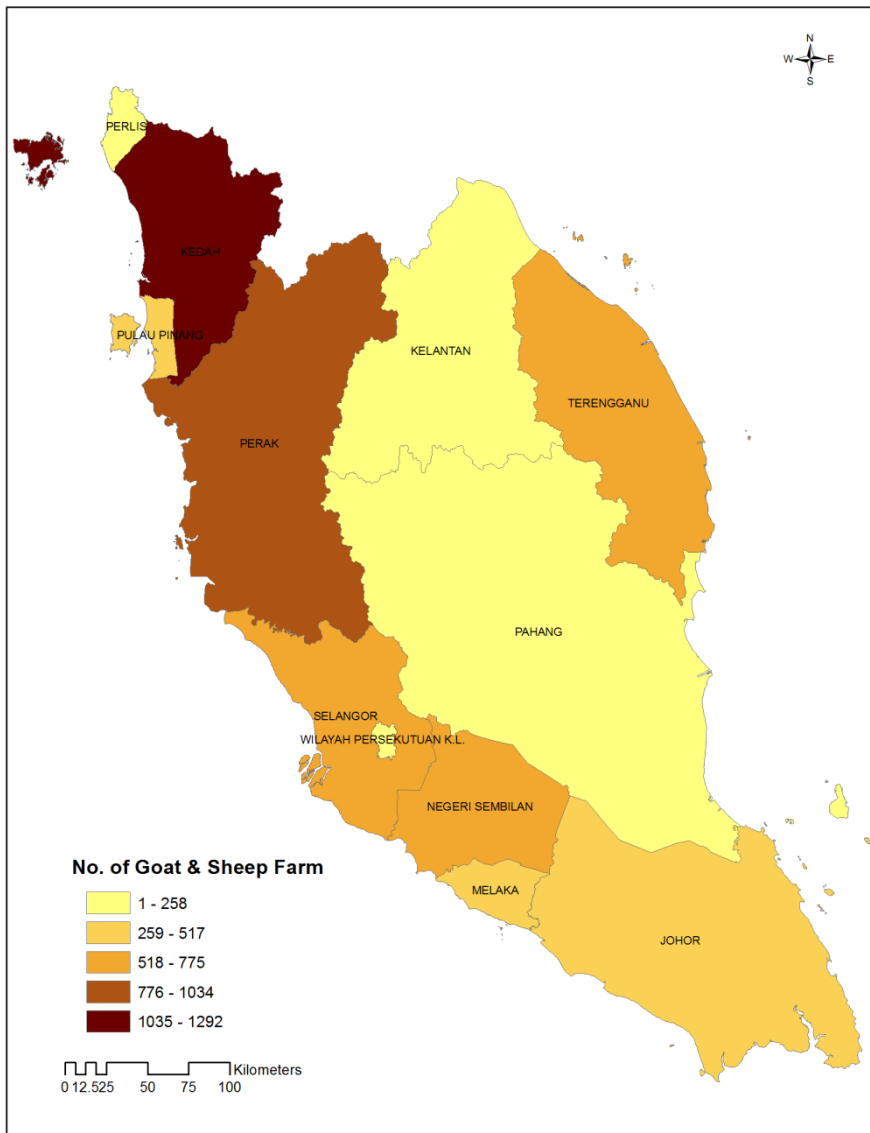 N
W E
S
PERLIS
KEDAH
PULAU PINANG
KELANTAN
TERENGGANU
PERAK
PAHANG
SELANGOR
WILAYAH PERSEKUTUAN K.L.
NEGERI SEMBILAN
MELAKA
JOHOR
No. of Goat & Sheep Farm
1 - 258
259 - 517
518 - 775
776 - 1034
1035 - 1292
Kilometers
0 12.525 50 75 100